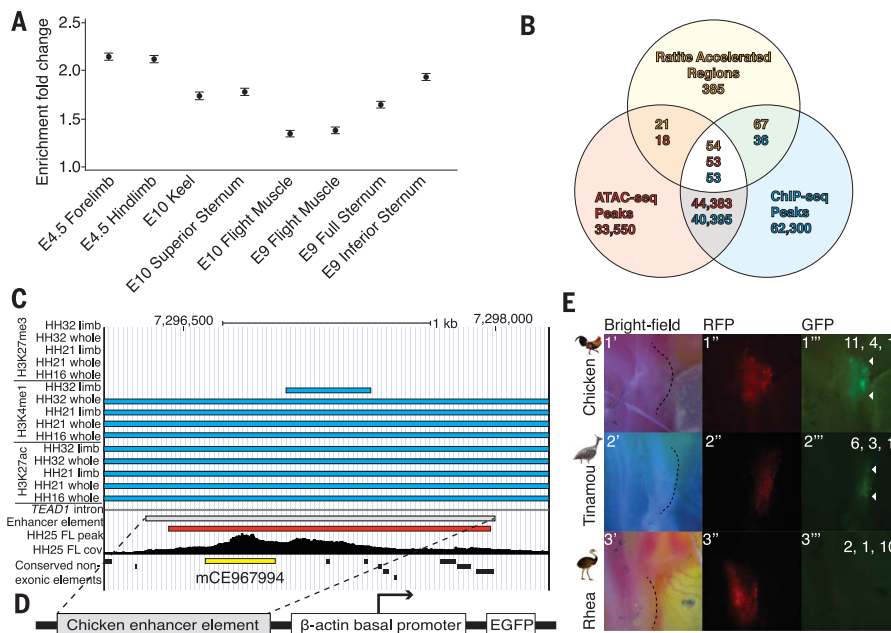 A
Enrichment fold change
2.5
2.0
1.5
1.0
E4.5 Forelimb
E4.5 Hindlimb
E10 Keel
E10 Superior Sternum
E10 Flight Muscle
E9 Flight Muscle
E9 Full Sternum
E9 Inferior Sternum
B
Ratite Accelerated
Regions
385
21
18
67
36
54
53
53
ATAC-seq
Peaks
33,550
44,383
40,395
ChIP-seq
Peaks
62,300
C
7,296,500
1 kb
7,298,000
H3K27me3
HH32 limb
HH32 whole
HH21 limb
HH21 whole
HH16 whole
H3K4me1
HH32 limb
HH32 whole
HH21 limb
HH21 whole
HH16 whole
H3K27ac
HH32 limb
HH32 whole
HH21 limb
HH21 whole
HH16 whole
TEAD1 intron
Enhancer element
HH25 FL peak
HH25 FL cov
Conserved non-
exonic elements
mCE967994
D
Chicken enhancer element
β-actin basal promoter
EGFP
E
Bright-field
RFP
GFP
Chicken
1'
1''
1'''
11, 4, 1
Tinamou
2'
2''
2'''
6, 3, 1
Rhea
3'
3''
3'''
2, 1, 10